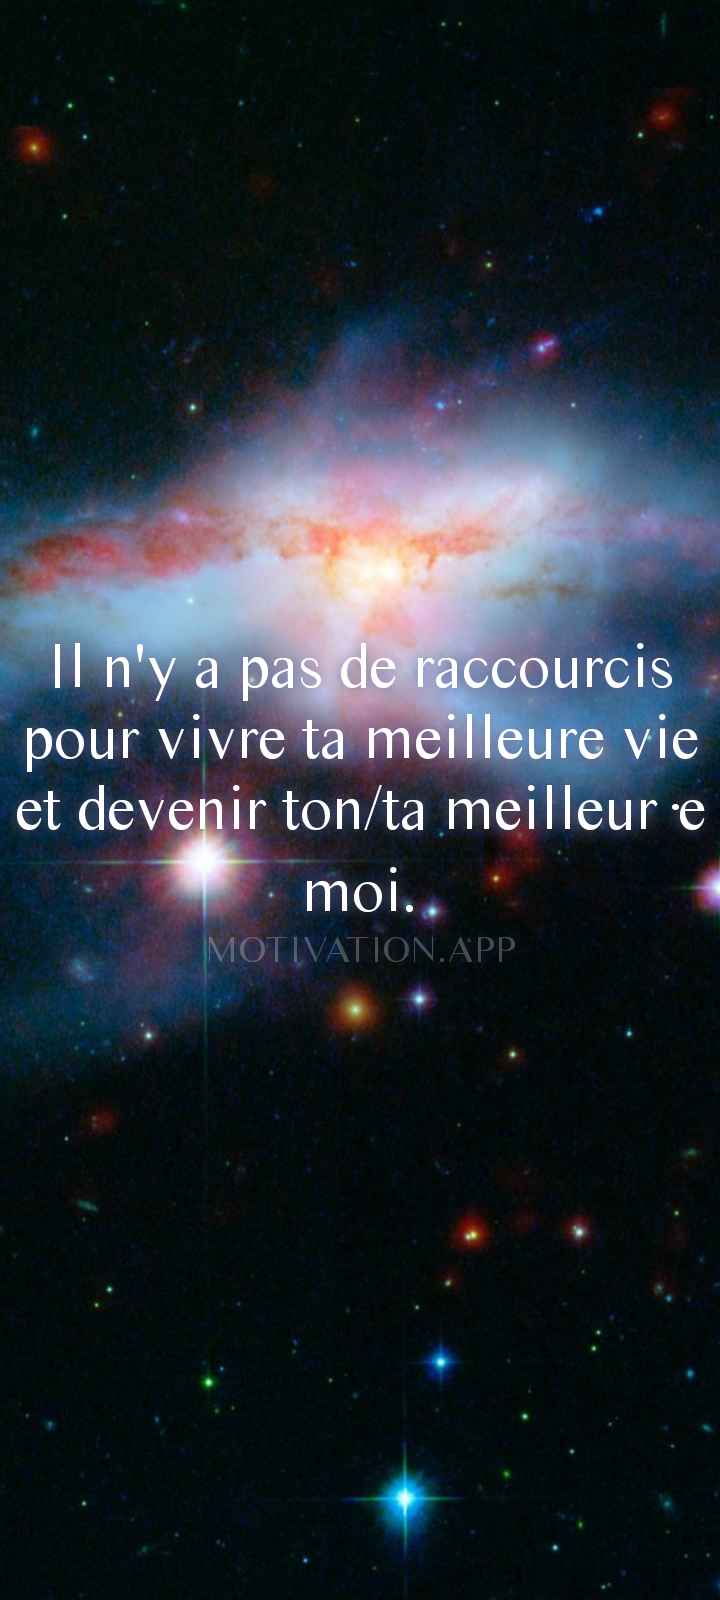 Il n'y a pas de raccourcis
pour vivre ta meilleure vie
et devenir ton/ta meilleur·e
moi.
MOTIVATION.APP